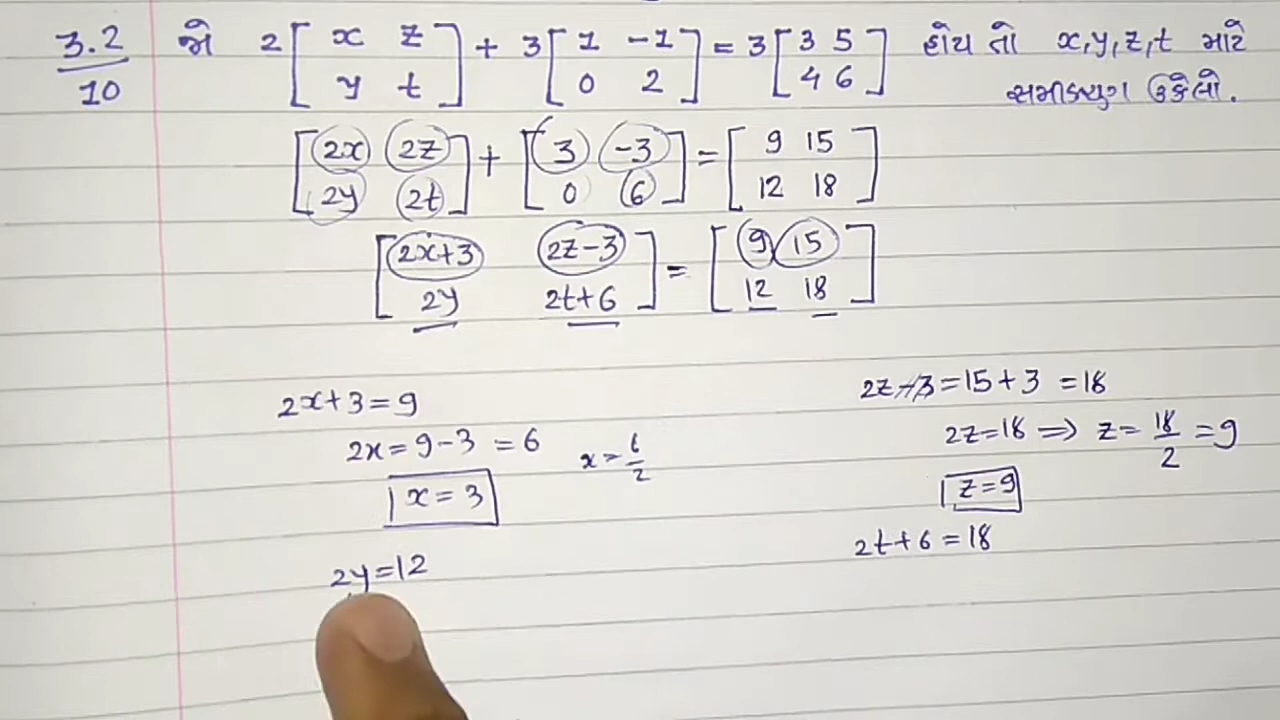 3.2/10 જો 2[x z; y t] + 3[1 -1; 0 2] = 3[3 5; 4 6] હોય તો x,y,z,t માટે
સમીકરણ ઉકેલો.
[2x 2z; 2y 2t] + [3 -3; 0 6] = [9 15; 12 18]
[2x+3 2z-3; 2y 2t+6] = [9 15; 12 18]
2x+3=9
2x=9-3 =6 x=6/2
x=3
2y=12
2z-3=15+3 =18
2z=18 ⇒ z=18/2=9
z=9
2t+6=18